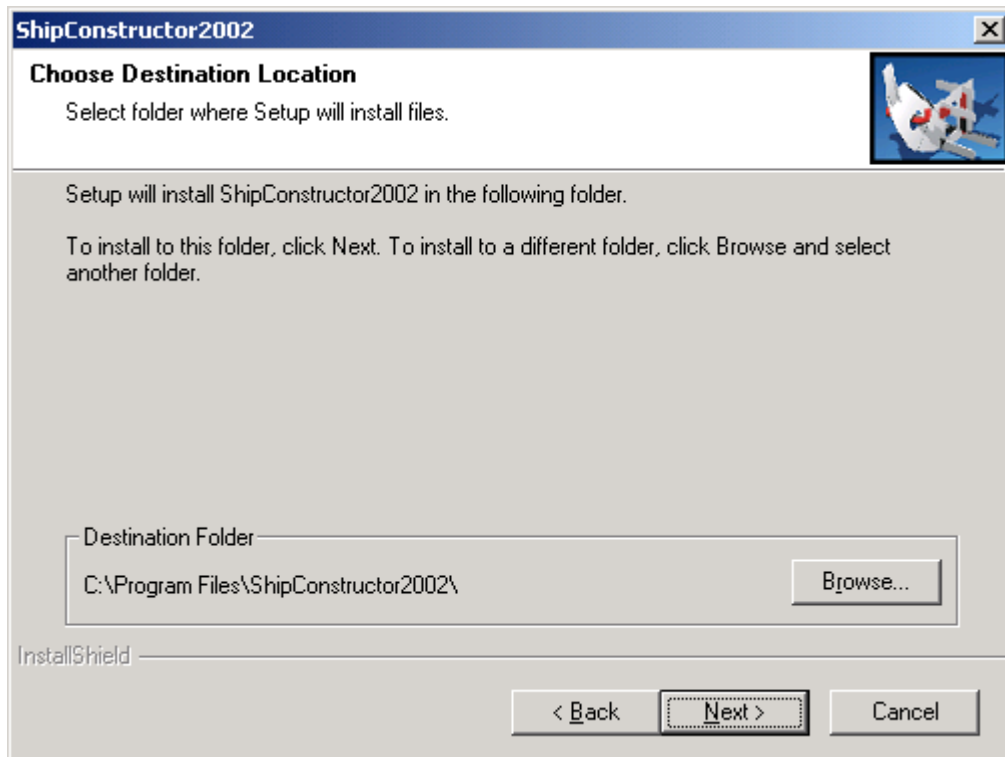 ShipConstructor2002
Choose Destination Location
Select folder where Setup will install files.
Setup will install ShipConstructor2002 in the following folder.
To install to this folder, click Next. To install to a different folder, click Browse and select
another folder.
Destination Folder
C:\Program Files\ShipConstructor2002\
Browse...
InstallShield
< Back
Next >
Cancel